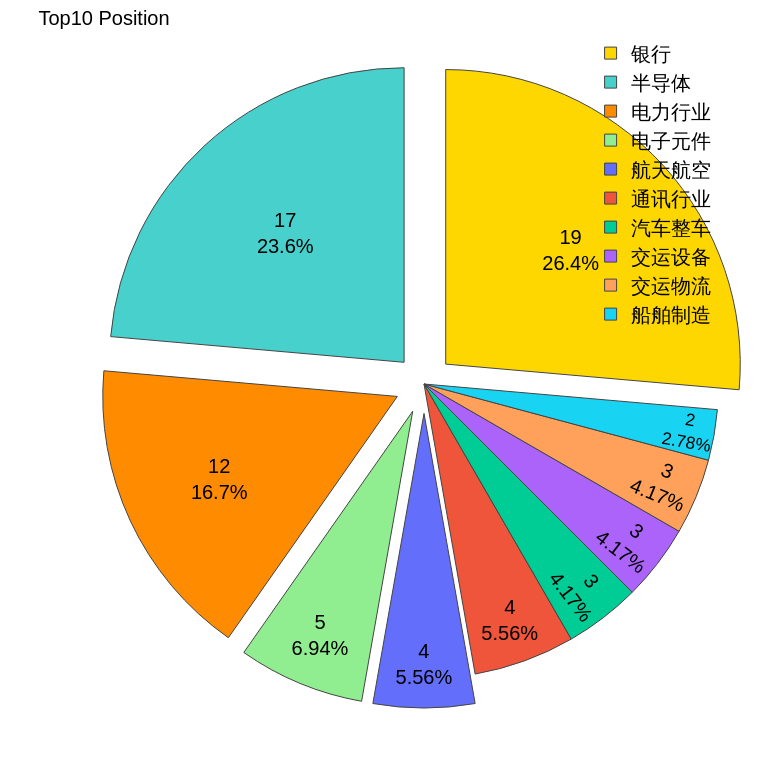 Top10 Position
银行
半导体
电力行业
电子元件
航天航空
通讯行业
汽车整车
交运设备
交运物流
船舶制造
17
23.6%
19
26.4%
12
16.7%
5
6.94%
4
5.56%
4
5.56%
3
4.17%
3
4.17%
3
4.17%
2
2.78%